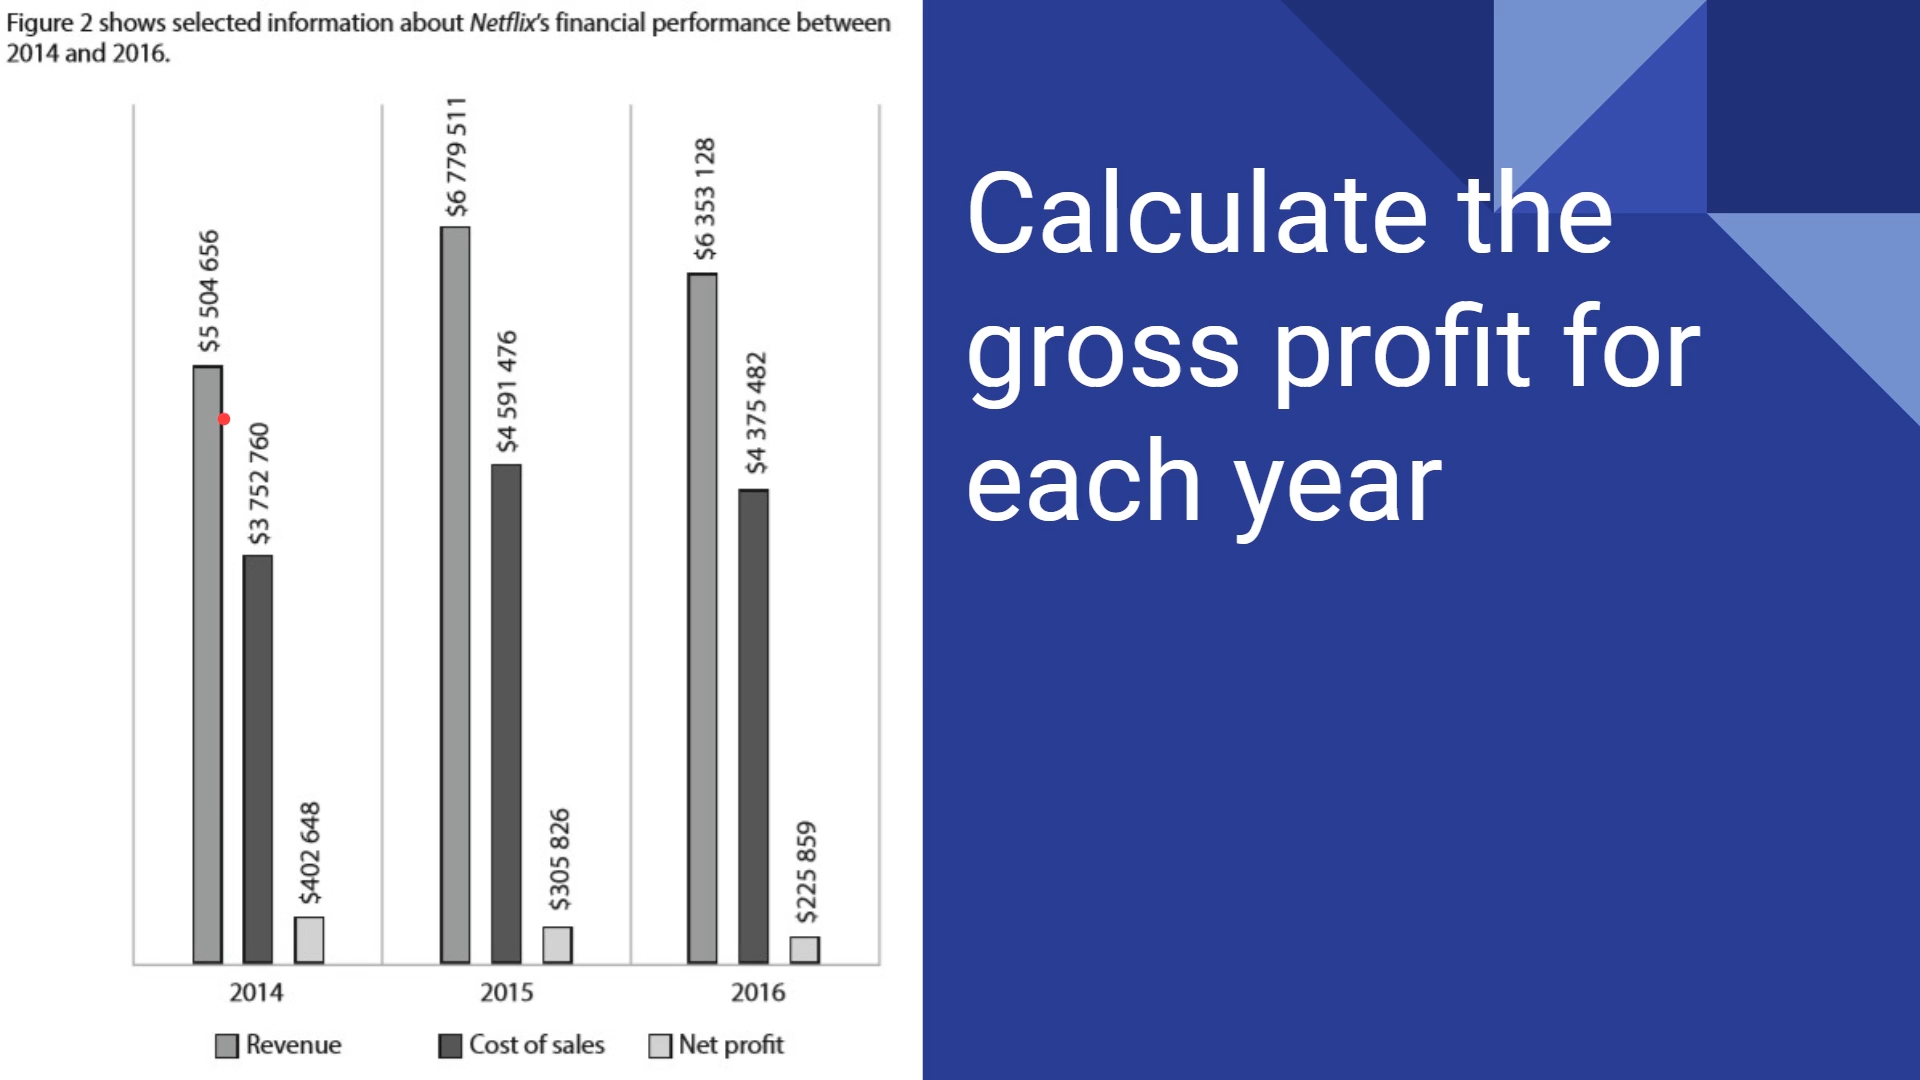 Figure 2 shows selected information about Netflix's financial performance between
2014 and 2016.
$5 504 656
$3 752 760
$402 648
$6 779 511
$4 591 476
$305 826
$6 353 128
$4 375 482
$225 859
2014
2015
2016
Revenue
Cost of sales
Net profit
Calculate the
gross profit for
each year